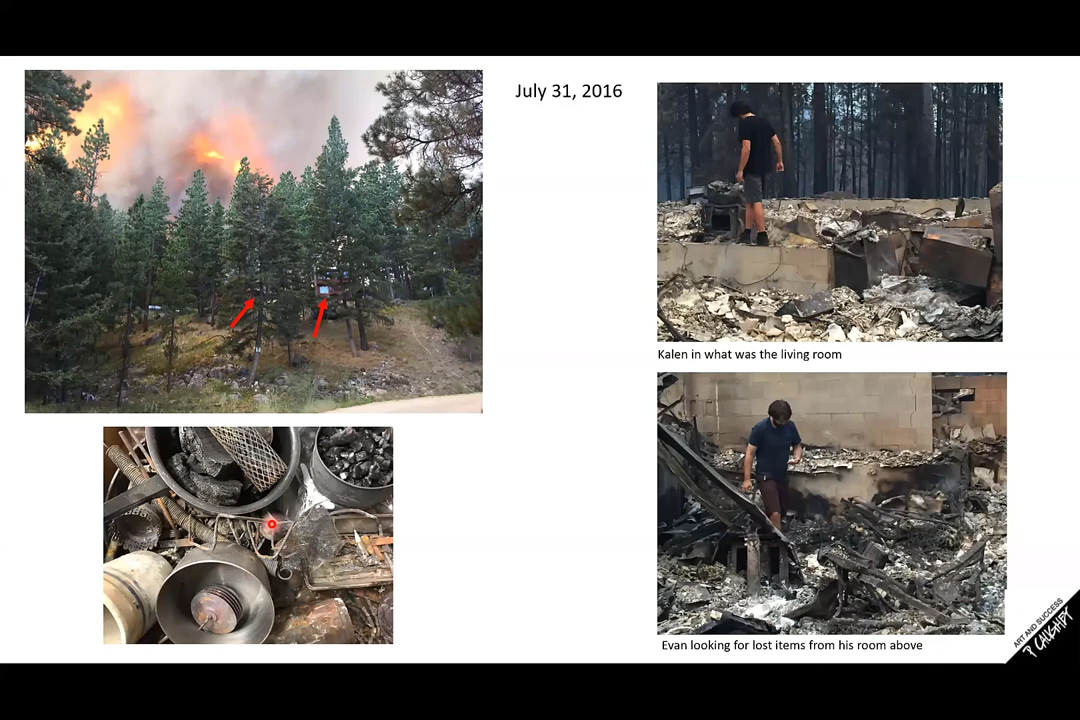 July 31, 2016
Kalen in what was the living room
Evan looking for lost items from his room above
ART AND SUCCESS
P CAUGHEY